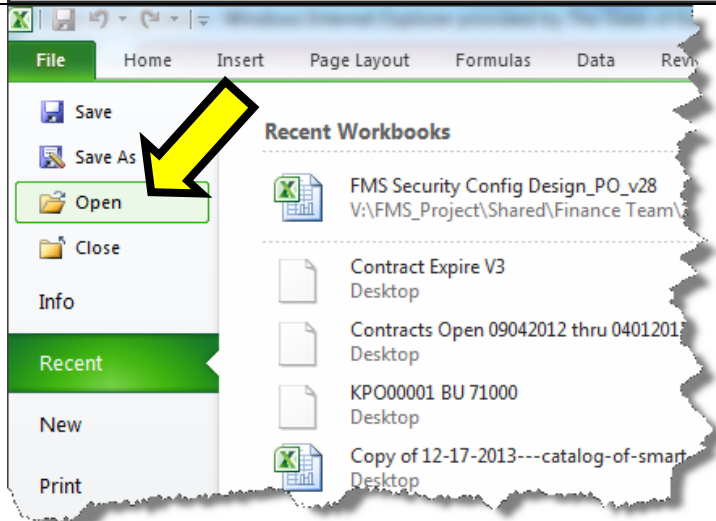 File Home Insert Page Layout Formulas Data
Save
Save As
Open
Close
Info
Recent
New
Print
Recent Workbooks
FMS Security Config Design_PO_v28
V:\FMS_Project\Shared\Finance Team\
Contract Expire V3
Desktop
Contracts Open 09042012 thru 0401201
Desktop
KPO00001 BU 71000
Desktop
Copy of 12-17-2013---catalog-of-smart-
Desktop